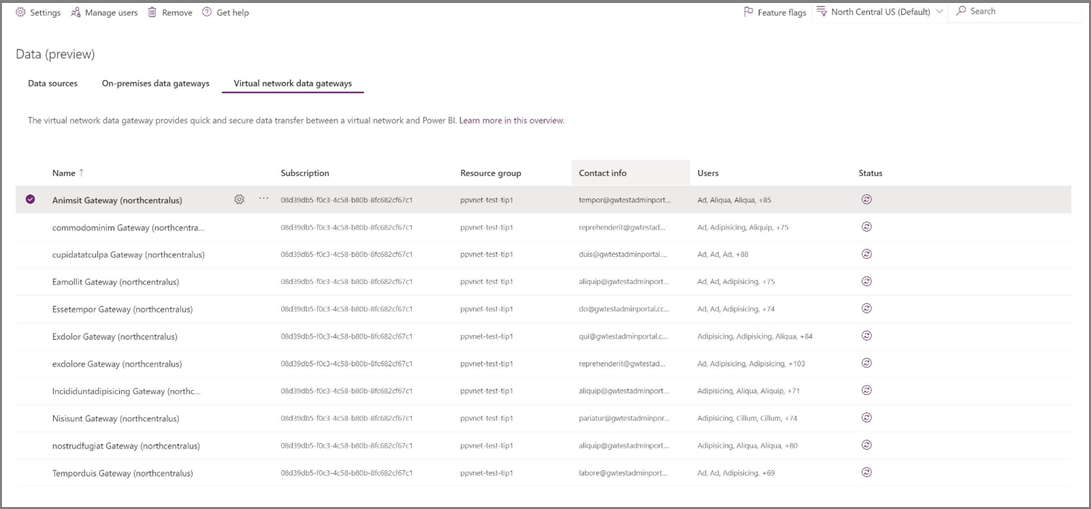 Settings Manage users Remove Get help Feature flags North Central US (Default) Search
Data (preview)
Data sources On-premises data gateways Virtual network data gateways
The virtual network data gateway provides quick and secure data transfer between a virtual network and Power BI. Learn more in this overview.
Name ↑ Subscription Resource group Contact info Users Status
Animsit Gateway (northcentralus) ... 08d39db5-f0c3-4c58-b80b-8fc682cf67c1 ppvnet-test-tip1 tempor@gwtestadminport... Ad, Aliqua, Aliqua, +85
commodominim Gateway (northcentra... 08d39db5-f0c3-4c58-b80b-8fc682cf67c1 ppvnet-test-tip1 reprehenderit@gwtestad... Ad, Adipisicing, Aliquip, +75
cupidatatculpa Gateway (northcentralus) 08d39db5-f0c3-4c58-b80b-8fc682cf67c1 ppvnet-test-tip1 duis@gwtestadminportal.... Ad, Ad, Ad, +88
Eamollit Gateway (northcentralus) 08d39db5-f0c3-4c58-b80b-8fc682cf67c1 ppvnet-test-tip1 aliquip@gwtestadminport... Ad, Ad, Adipisicing, +75
Essetempor Gateway (northcentralus) 08d39db5-f0c3-4c58-b80b-8fc682cf67c1 ppvnet-test-tip1 do@gwtestadminportal.cc... Ad, Ad, Adipisicing, +74
Exdolor Gateway (northcentralus) 08d39db5-f0c3-4c58-b80b-8fc682cf67c1 ppvnet-test-tip1 qui@gwtestadminportal.c... Adipisicing, Adipisicing, Aliqua, +84
exdolore Gateway (northcentralus) 08d39db5-f0c3-4c58-b80b-8fc682cf67c1 ppvnet-test-tip1 reprehenderit@gwtestad... Ad, Adipisicing, Adipisicing, +103
Incididuntadipisicing Gateway (northc... 08d39db5-f0c3-4c58-b80b-8fc682cf67c1 ppvnet-test-tip1 aliquip@gwtestadminport... Adipisicing, Aliqua, Aliquip, +71
Nisisunt Gateway (northcentralus) 08d39db5-f0c3-4c58-b80b-8fc682cf67c1 ppvnet-test-tip1 pariatur@gwtestadminpor... Adipisicing, Cillum, Cillum, +74
nostrudfugiat Gateway (northcentralus) 08d39db5-f0c3-4c58-b80b-8fc682cf67c1 ppvnet-test-tip1 aliquip@gwtestadminport... Adipisicing, Aliqua, Aliqua, +80
Temporduis Gateway (northcentralus) 08d39db5-f0c3-4c58-b80b-8fc682cf67c1 ppvnet-test-tip1 labore@gwtestadminport... Ad, Ad, Adipisicing, +69